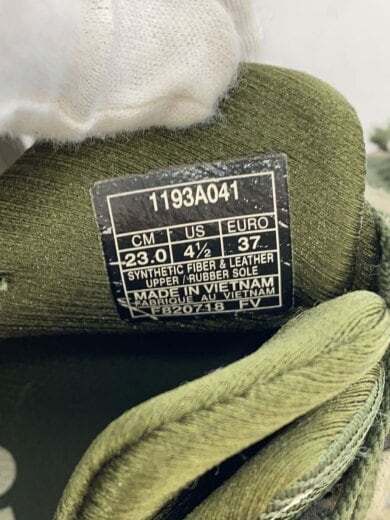 1193A041
CM US EURO
23.0 4½ 37
SYNTHETIC FIBER & LEATHER
UPPER / RUBBER SOLE
MADE IN VIETNAM
FABRIQUE AU VIETNAM
F820718 FV